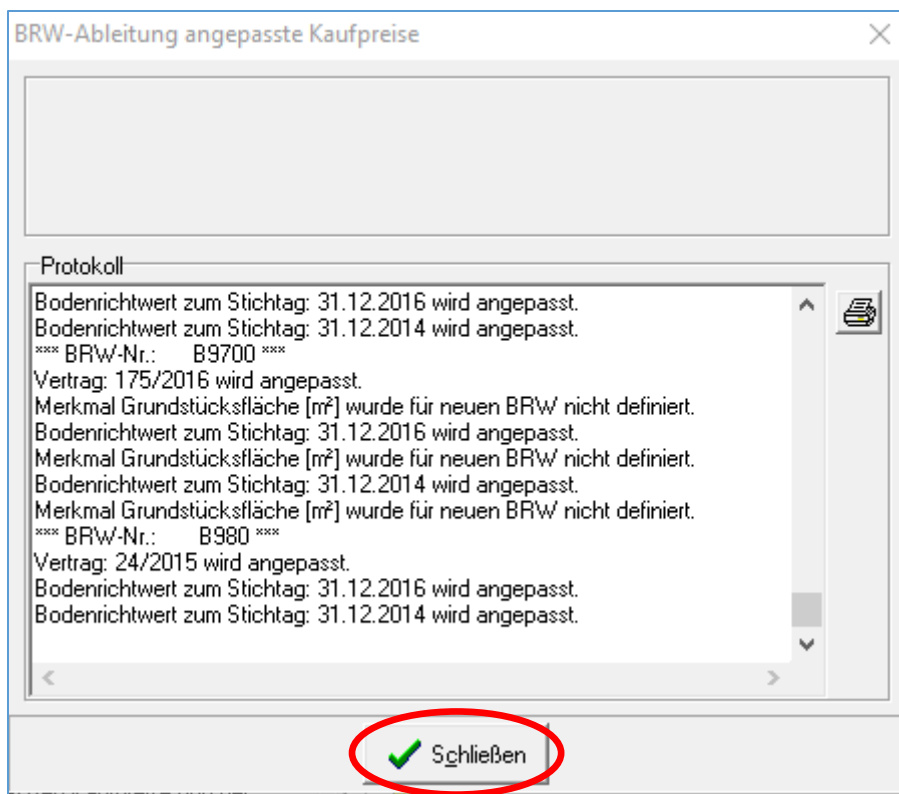 BRW-Ableitung angepasste Kaufpreise
Protokoll
Bodenrichtwert zum Stichtag: 31.12.2016 wird angepasst.
Bodenrichtwert zum Stichtag: 31.12.2014 wird angepasst.
*** BRW-Nr.: B9700 ***
Vertrag: 175/2016 wird angepasst.
Merkmal Grundstücksfläche [m²] wurde für neuen BRW nicht definiert.
Bodenrichtwert zum Stichtag: 31.12.2016 wird angepasst.
Merkmal Grundstücksfläche [m²] wurde für neuen BRW nicht definiert.
Bodenrichtwert zum Stichtag: 31.12.2014 wird angepasst.
Merkmal Grundstücksfläche [m²] wurde für neuen BRW nicht definiert.
*** BRW-Nr.: B980 ***
Vertrag: 24/2015 wird angepasst.
Bodenrichtwert zum Stichtag: 31.12.2016 wird angepasst.
Bodenrichtwert zum Stichtag: 31.12.2014 wird angepasst.
Schließen